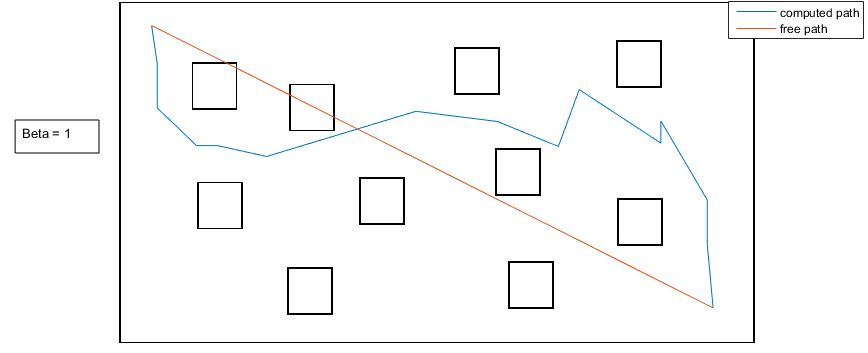 computed path
free path
Beta = 1